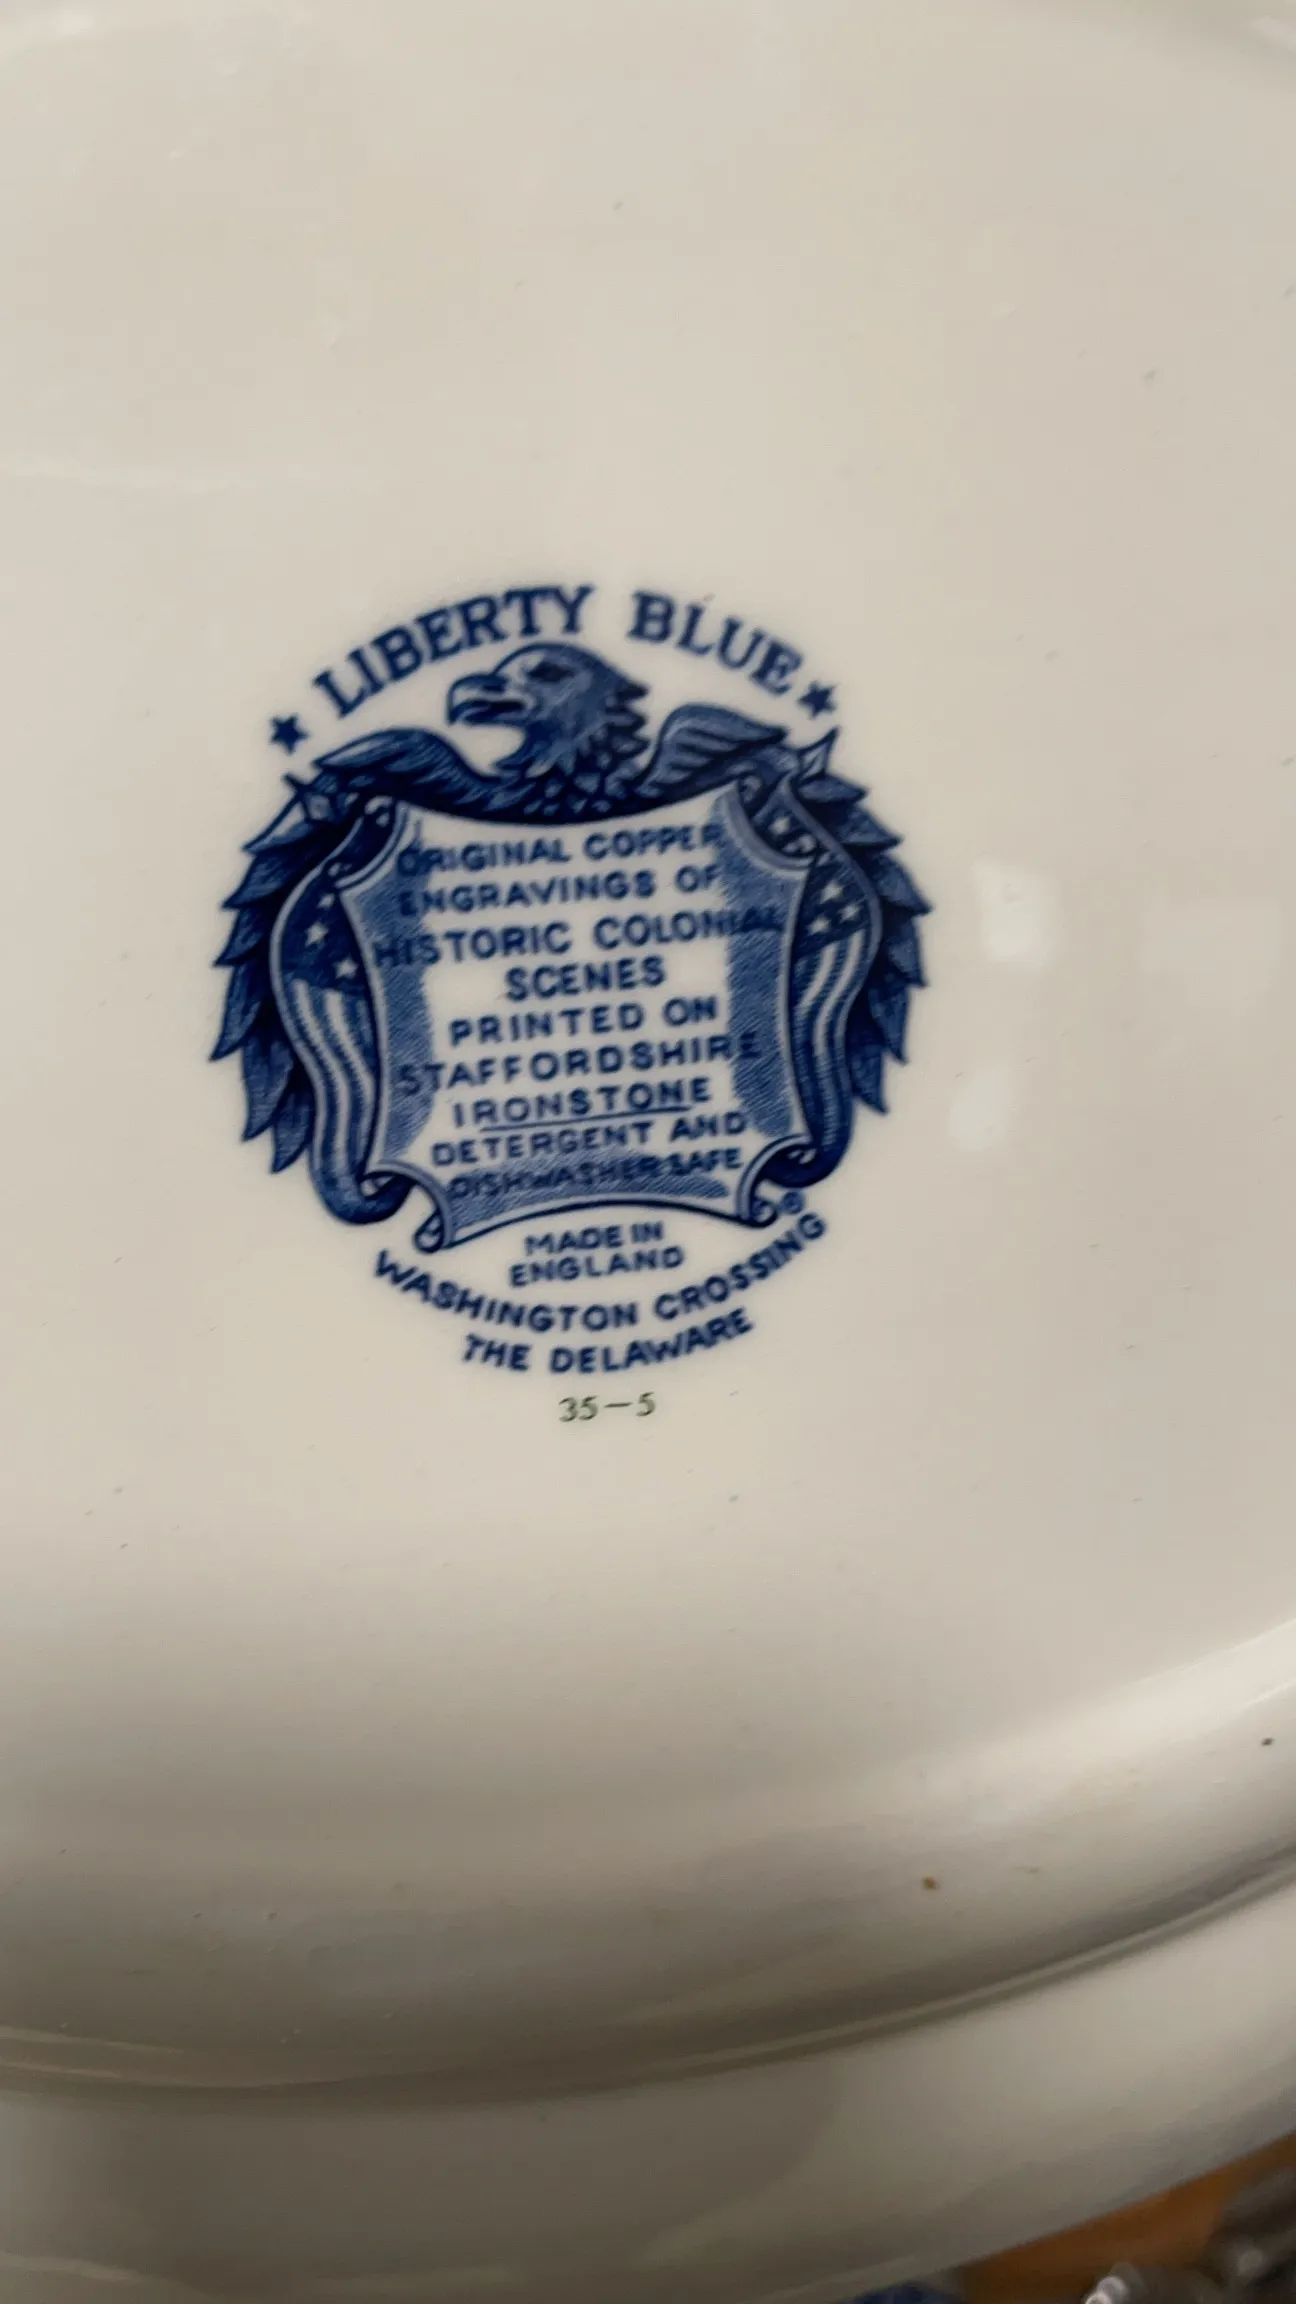 ★ LIBERTY BLUE ★
ORIGINAL COPPER
ENGRAVINGS OF
HISTORIC COLONIAL
SCENES
PRINTED ON
STAFFORDSHIRE
IRONSTONE
DETERGENT AND
DISHWASHER SAFE
®
MADE IN
ENGLAND
WASHINGTON CROSSING
THE DELAWARE
35-5